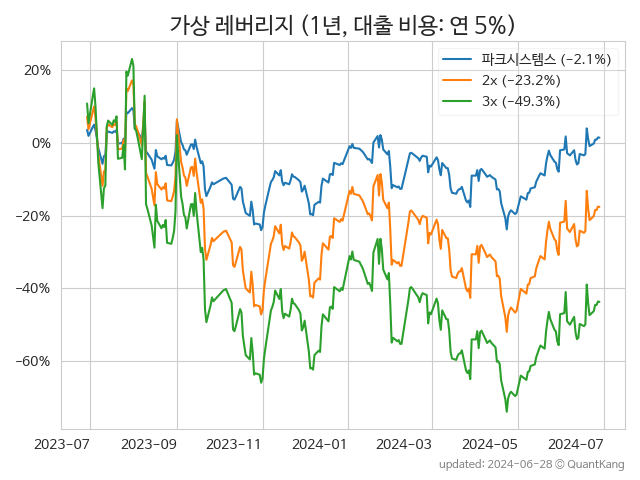 가상 레버리지 (1년, 대출 비용: 연 5%)
파크시스템스 (−2.1%)
2x (−23.2%)
3x (−49.3%)
20%
0%
−20%
−40%
−60%
2023-07 2023-09 2023-11 2024-01 2024-03 2024-05 2024-07
updated: 2024-06-28 © QuantKang